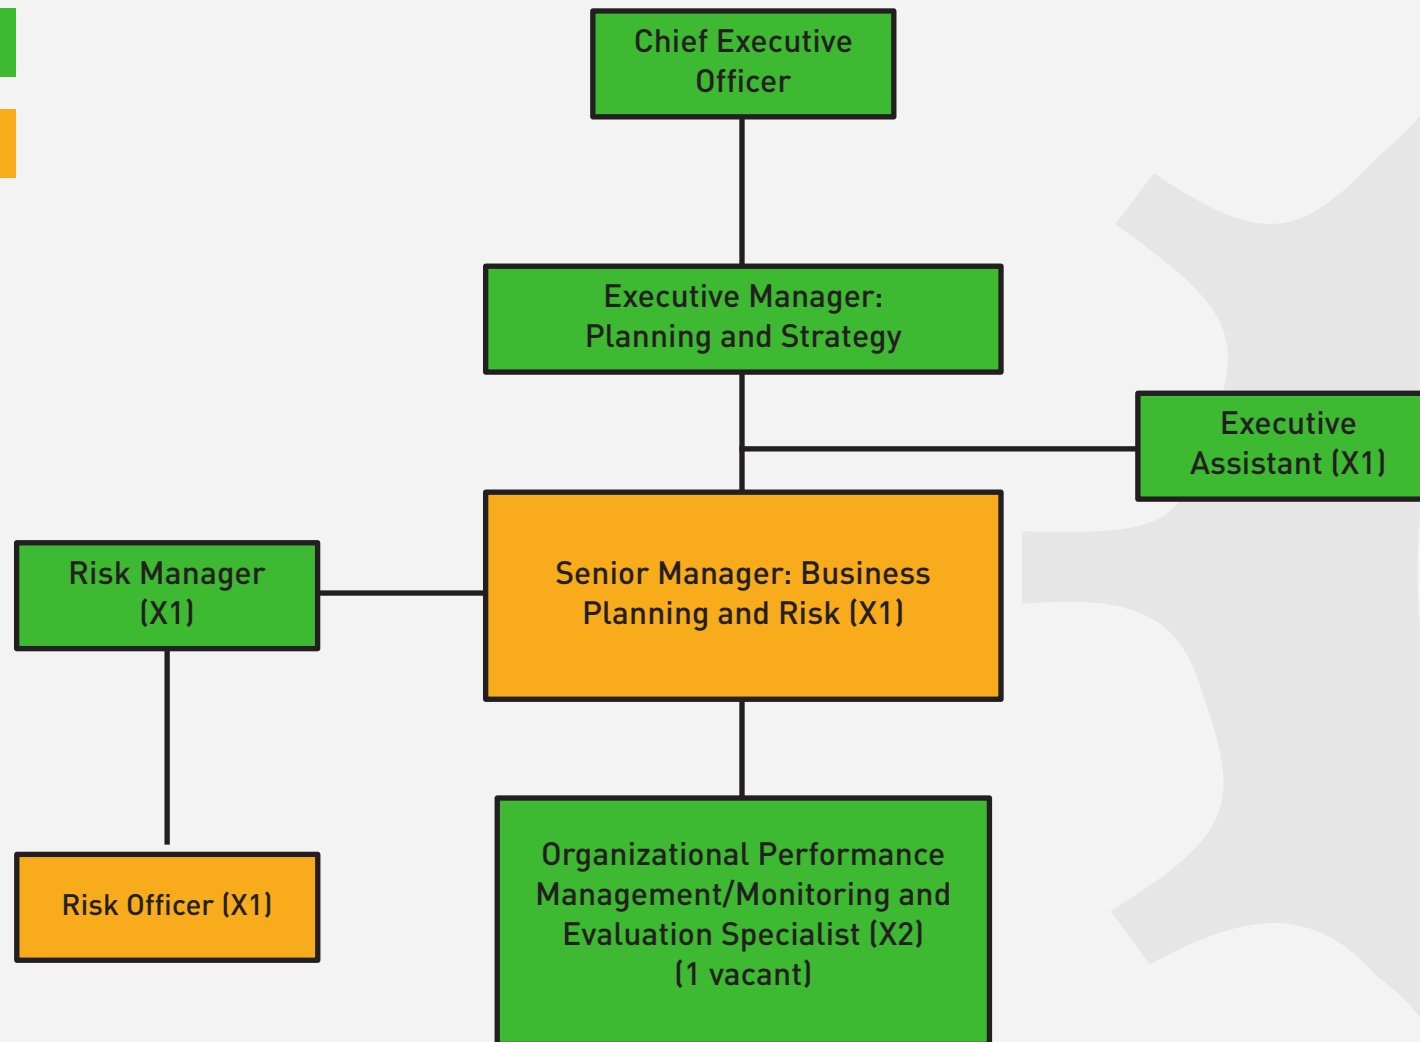 Chief Executive
Officer
Executive Manager:
Planning and Strategy
Executive
Assistant (X1)
Risk Manager
(X1)
Senior Manager: Business
Planning and Risk (X1)
Risk Officer (X1)
Organizational Performance
Management/Monitoring and
Evaluation Specialist (X2)
(1 vacant)